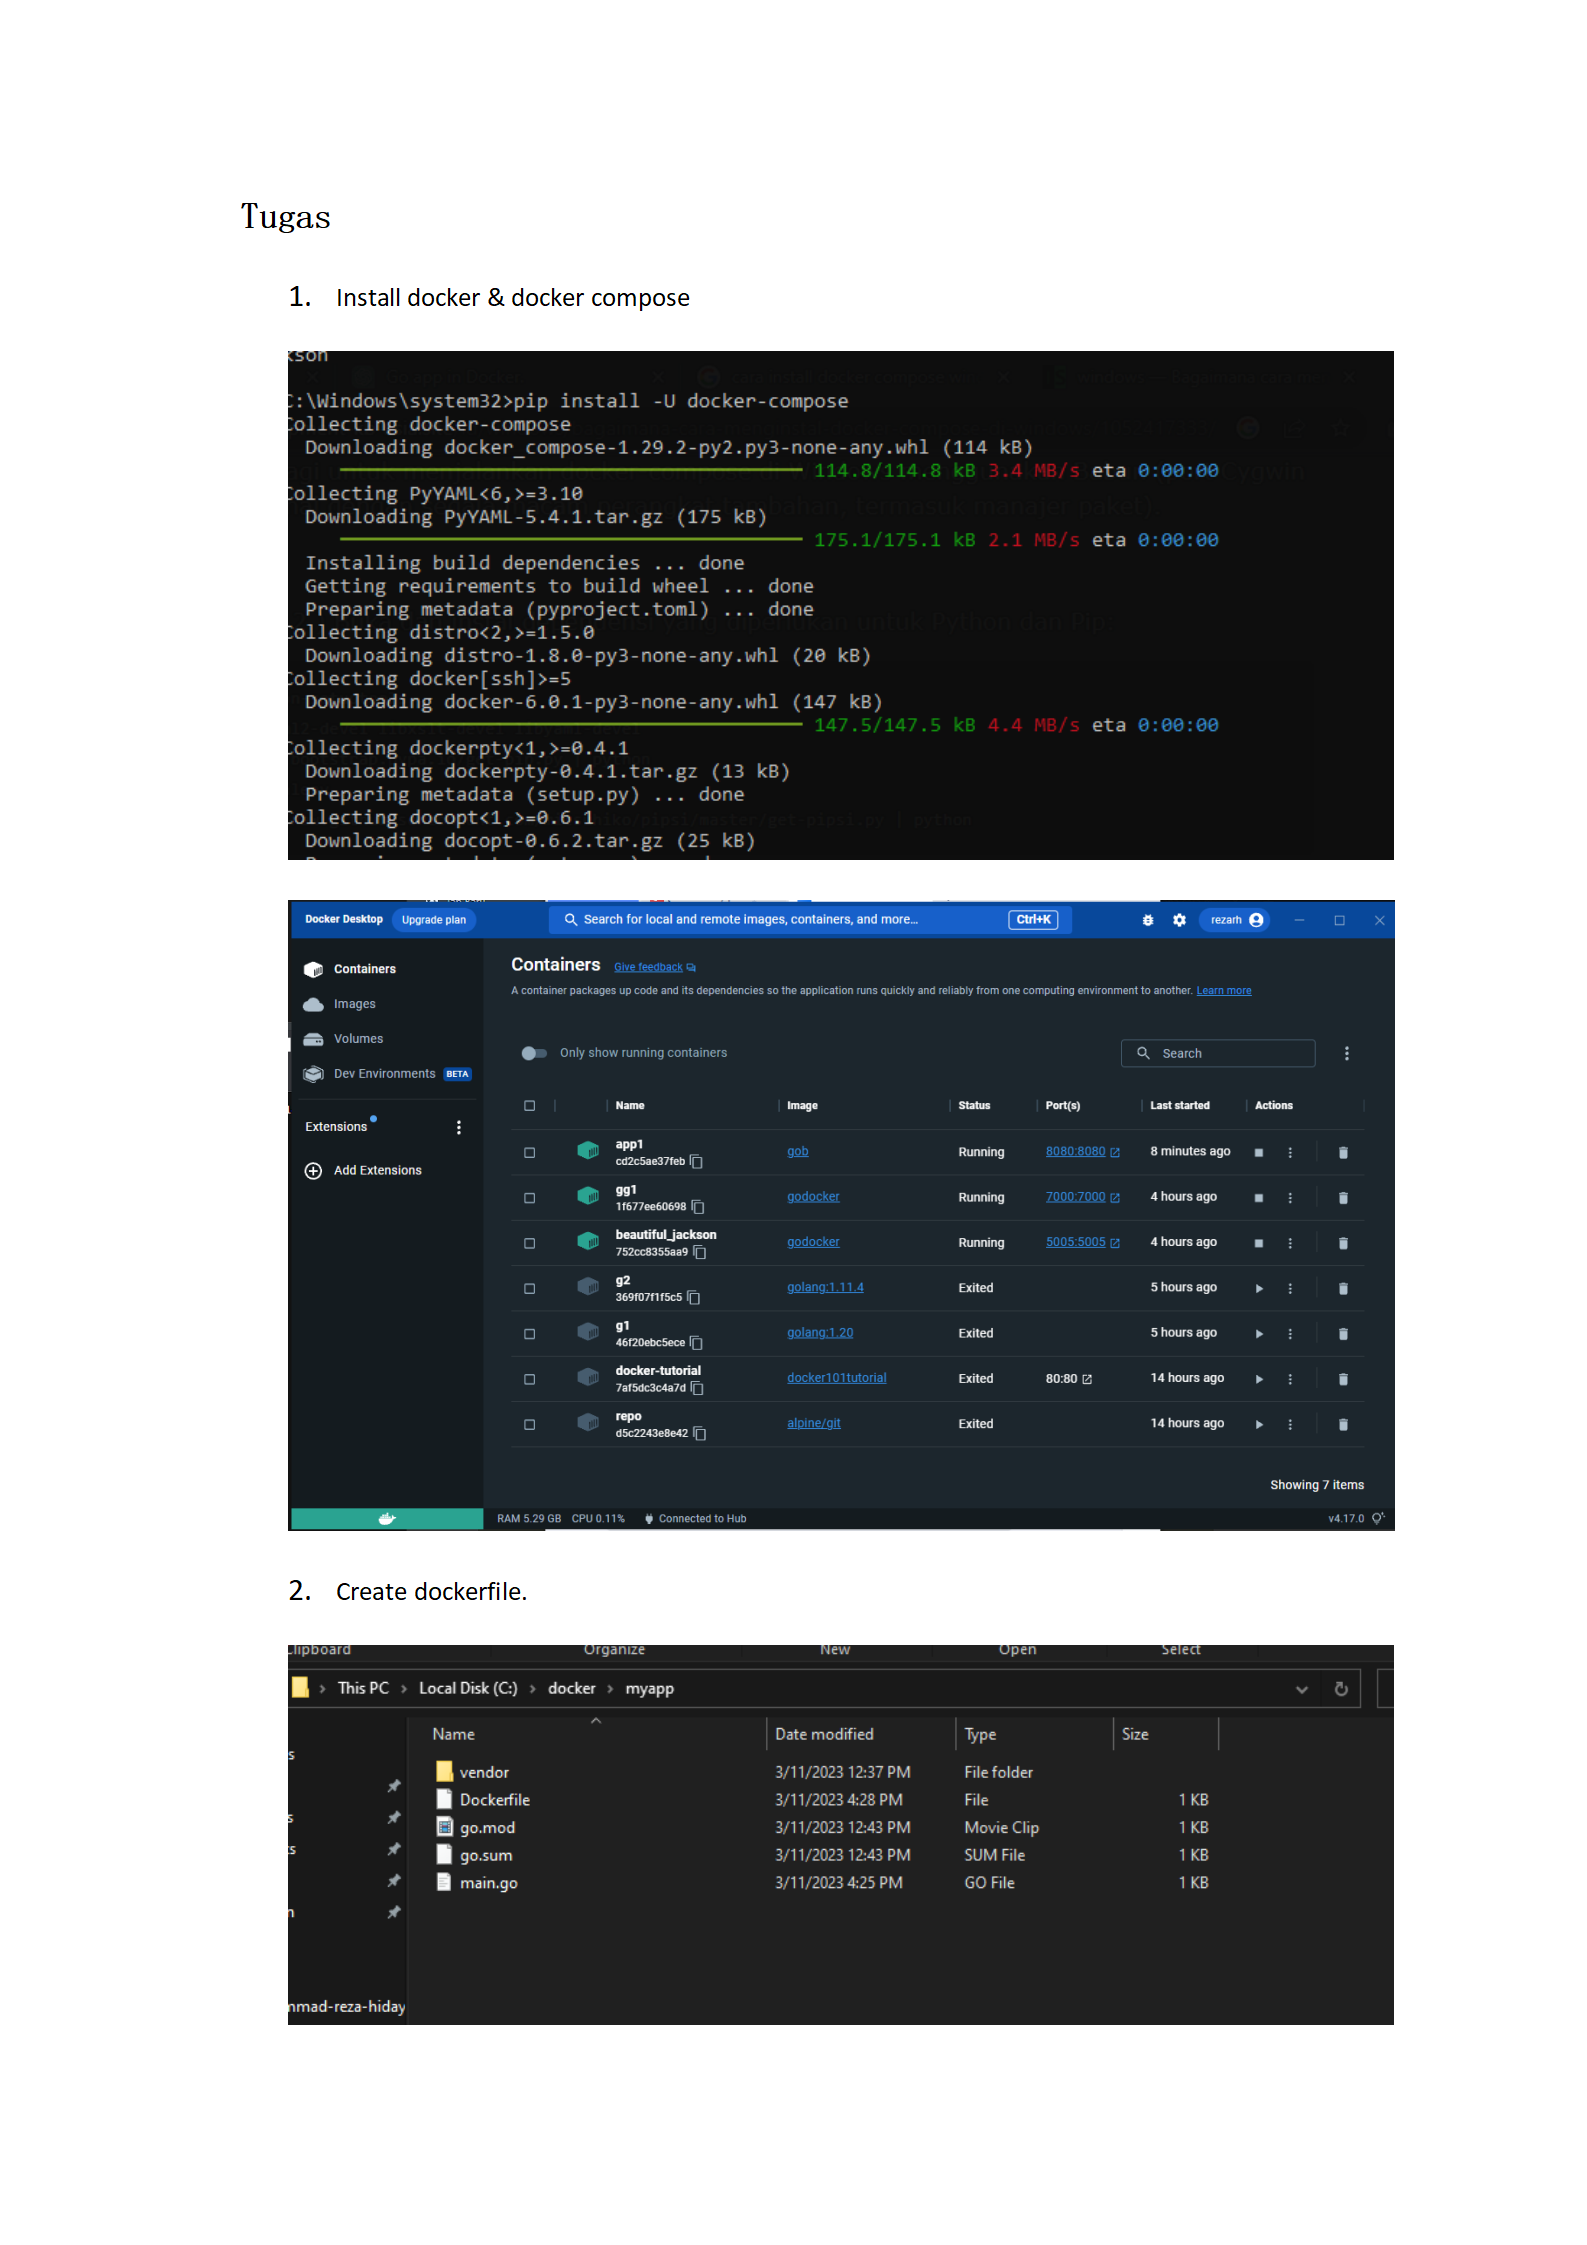 Tugas
1. Install docker & docker compose
C:\Windows\system32>pip install -U docker-compose
Collecting docker-compose
Downloading docker_compose-1.29.2-py2.py3-none-any.whl (114 kB)
114.8/114.8 kB 3.4 MB/s eta 0:00:00
Collecting PyYAML<6,>=3.10
Downloading PyYAML-5.4.1.tar.gz (175 kB)
175.1/175.1 kB 2.1 MB/s eta 0:00:00
Installing build dependencies ... done
Getting requirements to build wheel ... done
Preparing metadata (pyproject.toml) ... done
Collecting distro<2,>=1.5.0
Downloading distro-1.8.0-py3-none-any.whl (20 kB)
Collecting docker[ssh]>=5
Downloading docker-6.0.1-py3-none-any.whl (147 kB)
147.5/147.5 kB 4.4 MB/s eta 0:00:00
Collecting dockerpty<1,>=0.4.1
Downloading dockerpty-0.4.1.tar.gz (13 kB)
Preparing metadata (setup.py) ... done
Collecting docopt<1,>=0.6.1
Downloading docopt-0.6.2.tar.gz (25 kB)
Docker Desktop Upgrade plan Search for local and remote images, containers, and more... Ctrl+K rezarh
Containers
Images
Volumes
Dev Environments BETA
Extensions
Add Extensions
Containers Give feedback
A container packages up code and its dependencies so the application runs quickly and reliably from one computing environment to another. Learn more
Only show running containers Search
Name Image Status Port(s) Last started Actions
app1 gob Running 8080:8080 8 minutes ago
cd2c5ae37feb
gg1 godocker Running 7000:7000 4 hours ago
1f677ee60698
beautiful_jackson godocker Running 5005:5005 4 hours ago
752cc8355aa9
g2 golang:1.11.4 Exited 5 hours ago
369f07f1f5c5
g1 golang:1.20 Exited 5 hours ago
46f20ebc5ece
docker-tutorial docker101tutorial Exited 80:80 14 hours ago
7af5dc3c4a7d
repo alpine/git Exited 14 hours ago
d5c2243e8e42
Showing 7 items
RAM 5.29 GB CPU 0.11% Connected to Hub v4.17.0
2. Create dockerfile.
Clipboard Organize New Open Select
This PC > Local Disk (C:) > docker > myapp
Name Date modified Type Size
vendor 3/11/2023 12:37 PM File folder
Dockerfile 3/11/2023 4:28 PM File 1 KB
go.mod 3/11/2023 12:43 PM Movie Clip 1 KB
go.sum 3/11/2023 12:43 PM SUM File 1 KB
main.go 3/11/2023 4:25 PM GO File 1 KB
mmad-reza-hiday